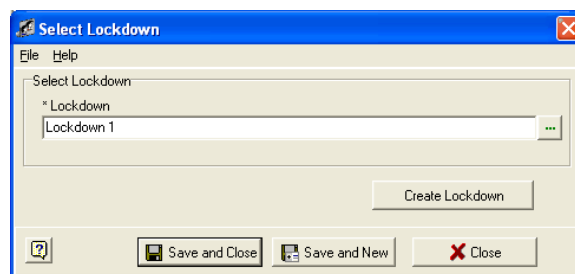 Select Lockdown
File Help
Select Lockdown
* Lockdown
Lockdown 1
...
Create Lockdown
Save and Close Save and New Close